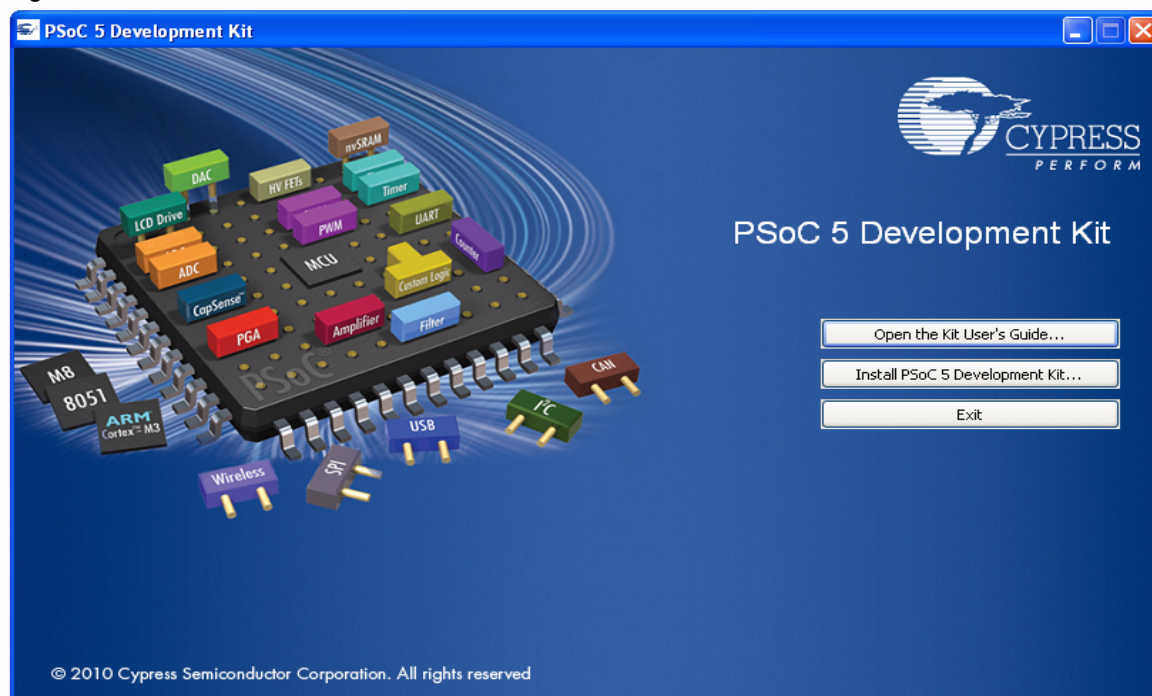 PSoC 5 Development Kit
CYPRESS
PERFORM
PSoC 5 Development Kit
Open the Kit User's Guide...
Install PSoC 5 Development Kit...
Exit
nvSRAM
DAC
HV FETs
Timer
LCD Drive
PWM
UART
Counter
ADC
MCU
Custom Logic
CapSense™
PGA
Amplifier
Filter
PSoC®
M8
8051
ARM
Cortex™-M3
CAN
I²C
USB
SPI
Wireless
© 2010 Cypress Semiconductor Corporation. All rights reserved